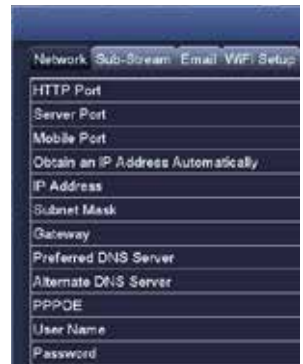 Network Sub-Stream Email WiFi Setup
HTTP Port
Server Port
Mobile Port
Obtain an IP Address Automatically
IP Address
Subnet Mask
Gateway
Preferred DNS Server
Alternate DNS Server
PPPOE
User Name
Password